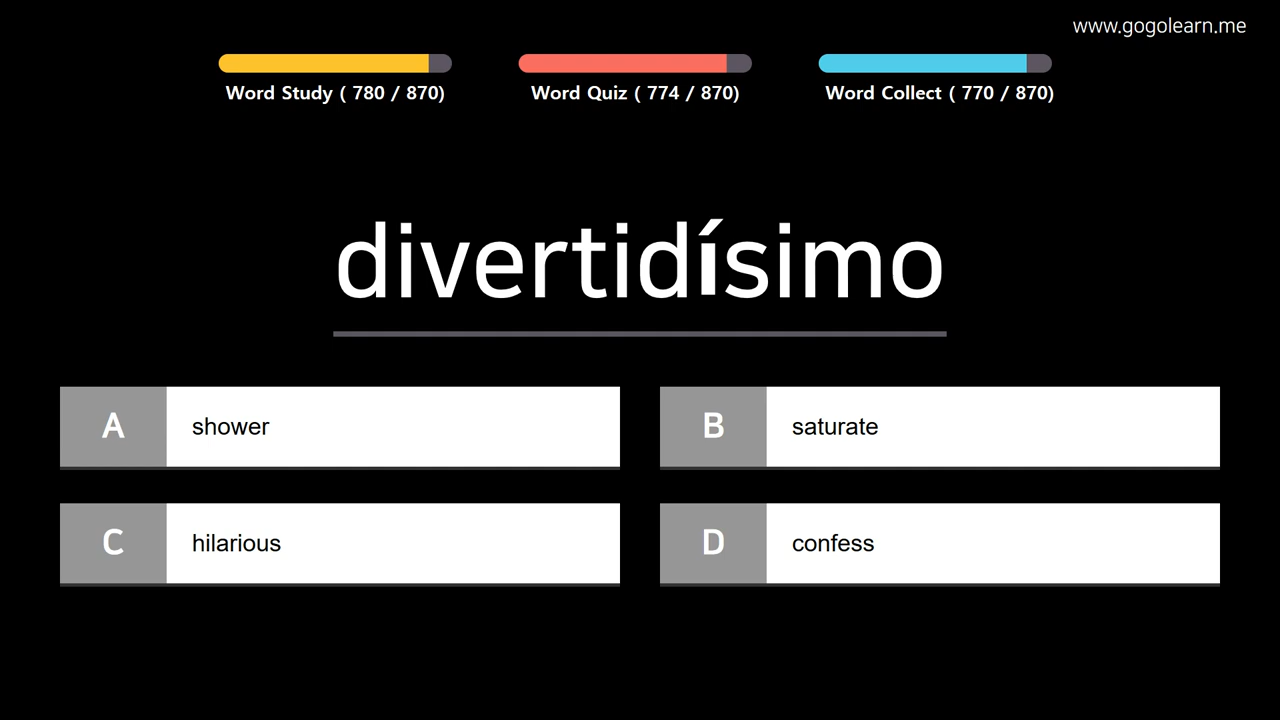 www.gogolearn.me
Word Study ( 780 / 870)
Word Quiz ( 774 / 870)
Word Collect ( 770 / 870)
divertidísimo
A shower
B saturate
C hilarious
D confess